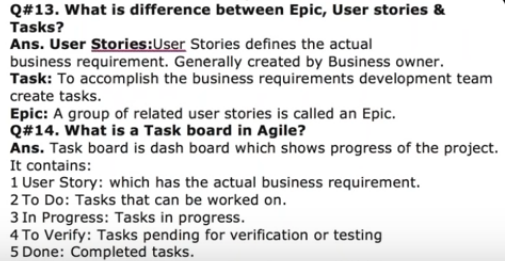 Q#13. What is difference between Epic, User stories &
Tasks?
Ans. User Stories:User Stories defines the actual
business requirement. Generally created by Business owner.
Task: To accomplish the business requirements development team
create tasks.
Epic: A group of related user stories is called an Epic.
Q#14. What is a Task board in Agile?
Ans. Task board is dash board which shows progress of the project.
It contains:
1 User Story: which has the actual business requirement.
2 To Do: Tasks that can be worked on.
3 In Progress: Tasks in progress.
4 To Verify: Tasks pending for verification or testing
5 Done: Completed tasks.